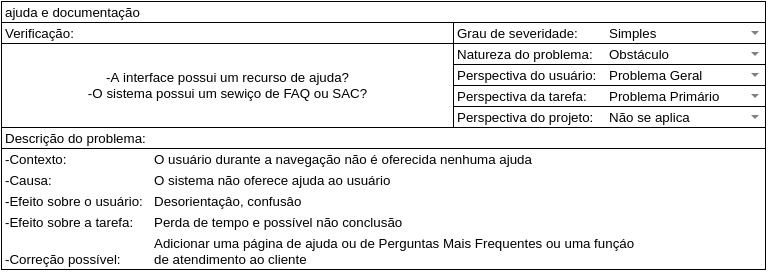 ajuda e documentação
Verificação:
Grau de severidade: Simples
Natureza do problema: Obstáculo
-A interface possui um recurso de ajuda?
Perspectiva do usuário: Problema Geral
-O sistema possui um sewiço de FAQ ou SAC?
Perspectiva da tarefa: Problema Primário
Perspectiva do projeto: Não se aplica
Descrição do problema:
-Contexto: O usuário durante a navegação não é oferecida nenhuma ajuda
-Causa: O sistema não oferece ajuda ao usuário
-Efeito sobre o usuário: Desorientaçâo, confusâo
-Efeito sobre a tarefa: Perda de tempo e possível não conclusão
Adicionar uma página de ajuda ou de Perguntas Mais Frequentes ou uma funçáo
-Correção possível: de atendimento ao cliente